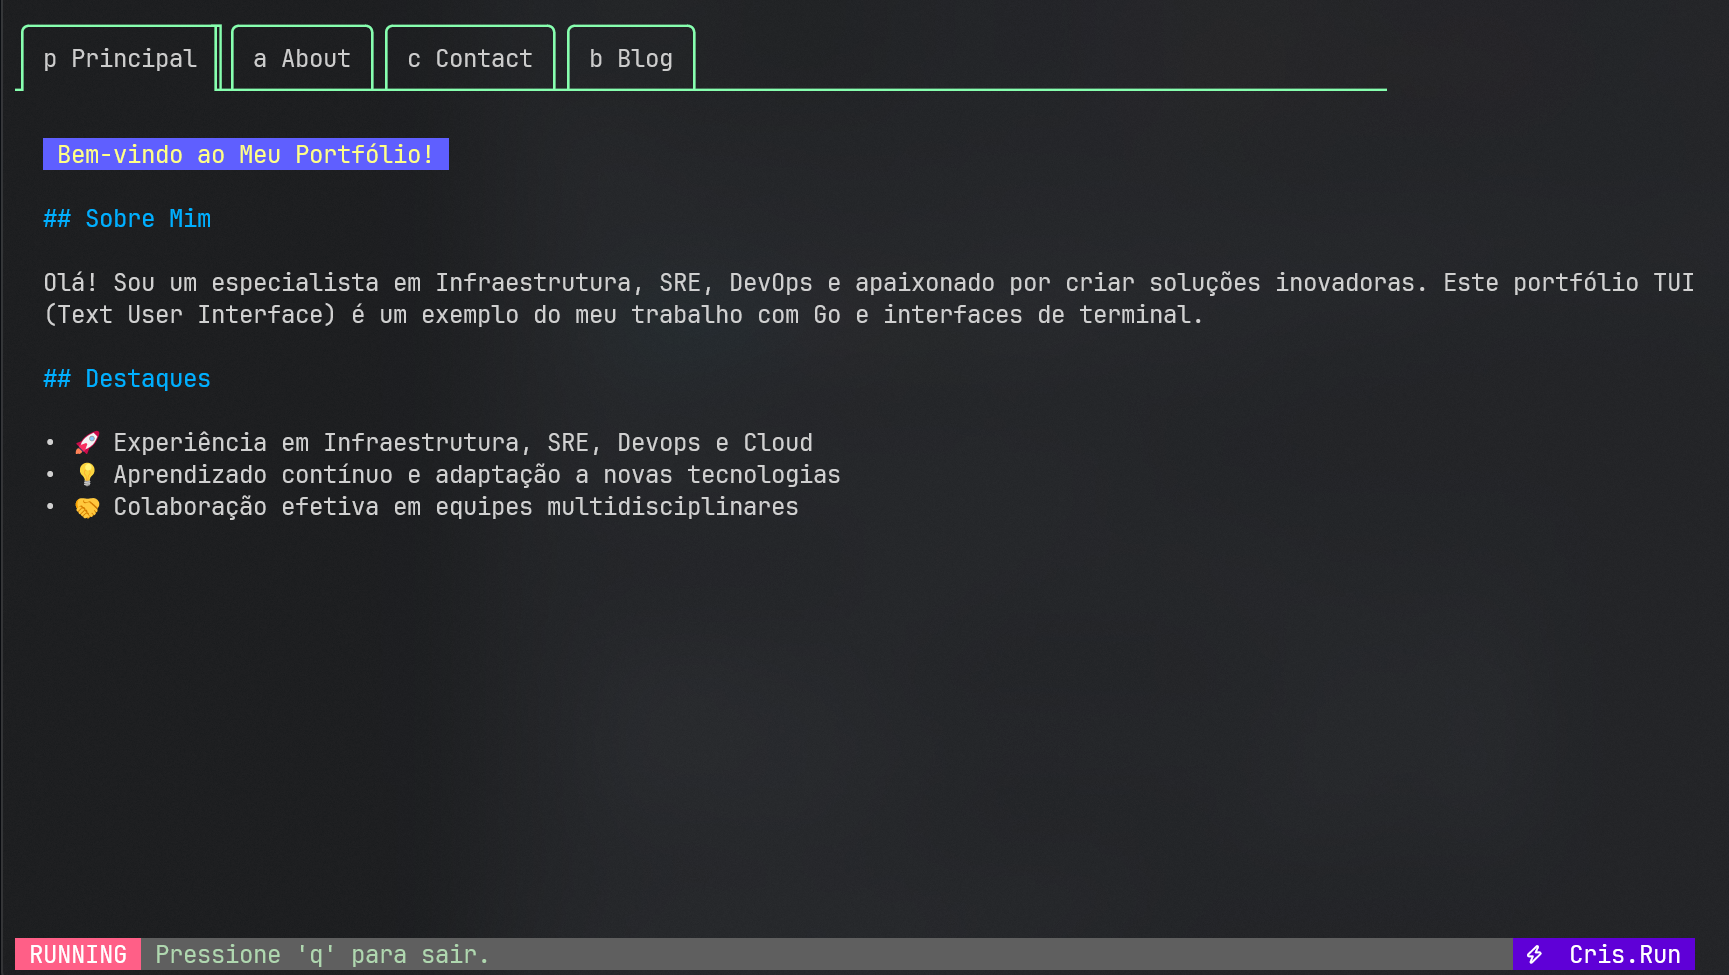 p Principal a About c Contact b Blog
Bem-vindo ao Meu Portfólio!
## Sobre Mim
Olá! Sou um especialista em Infraestrutura, SRE, DevOps e apaixonado por criar soluções inovadoras. Este portfólio TUI
(Text User Interface) é um exemplo do meu trabalho com Go e interfaces de terminal.
## Destaques
• 🚀 Experiência em Infraestrutura, SRE, Devops e Cloud
• 💡 Aprendizado contínuo e adaptação a novas tecnologias
• 🤝 Colaboração efetiva em equipes multidisciplinares
RUNNING Pressione 'q' para sair. ⚡ Cris.Run